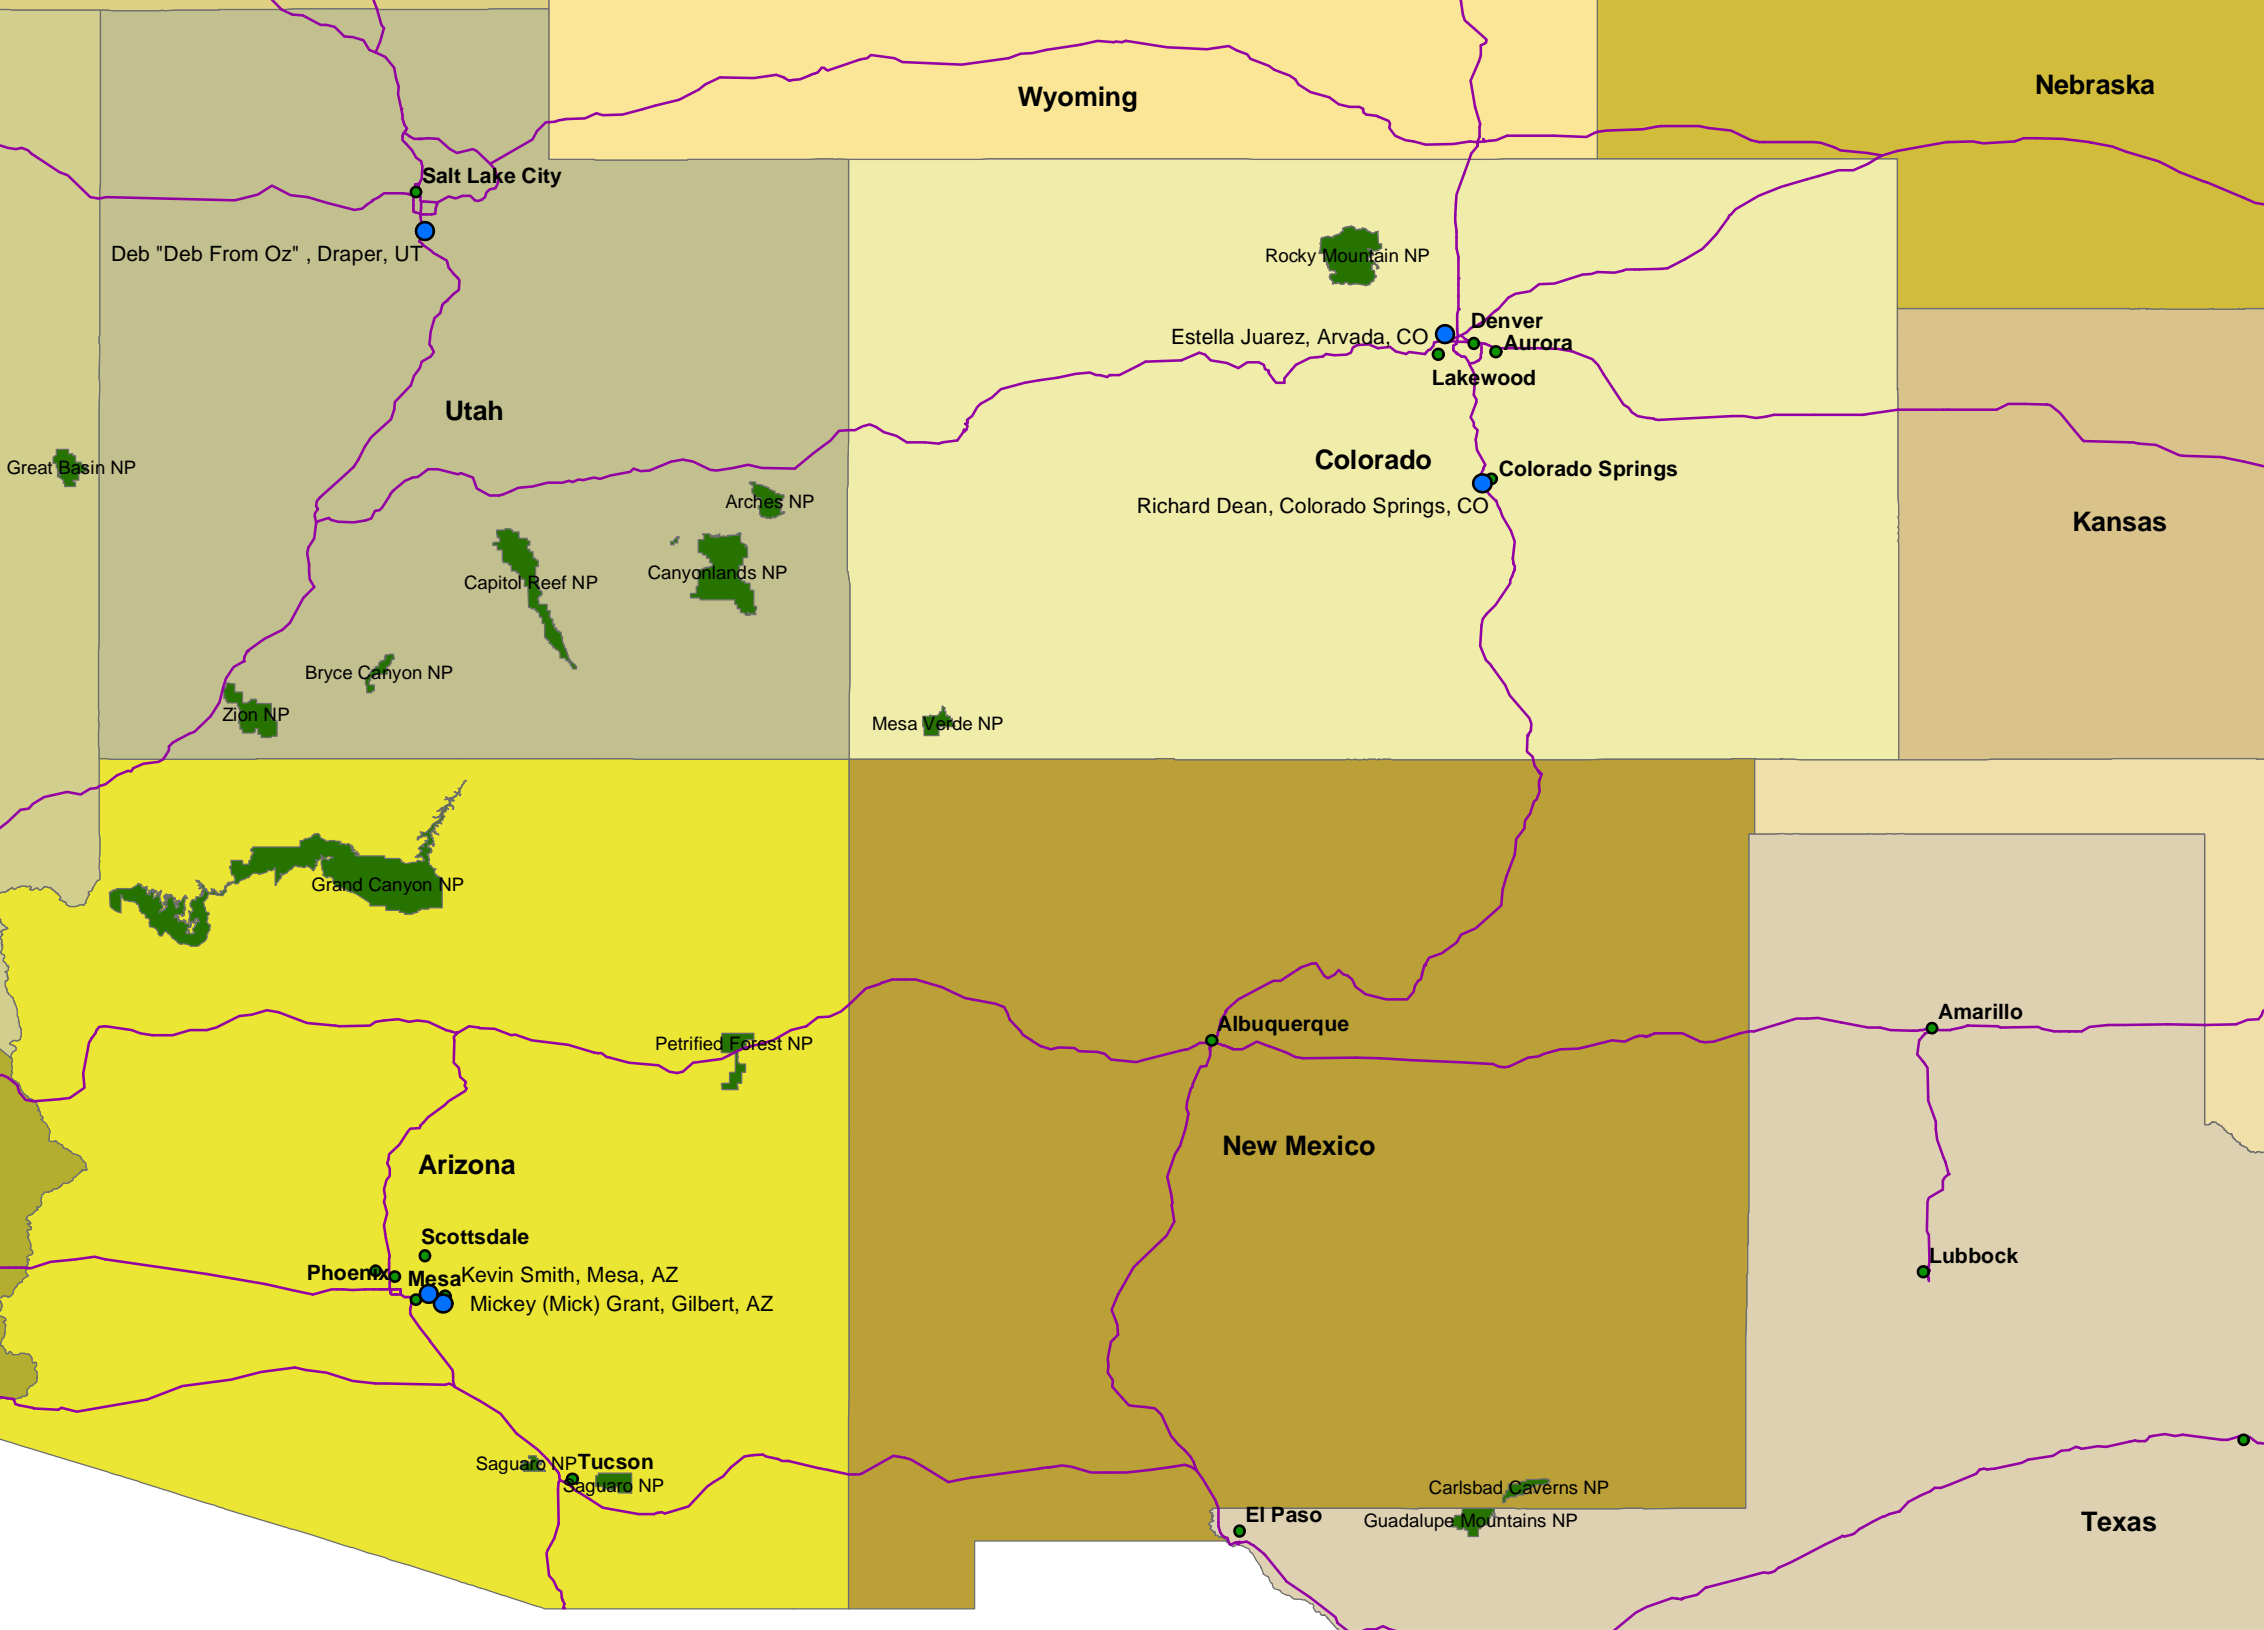 Nebraska
Wyoming
Salt Lake City
Deb "Deb From Oz" , Draper, UT
Rocky Mountain NP
Denver
Estella Juarez, Arvada, CO
Aurora
Lakewood
Utah
Colorado
Great Basin NP
Colorado Springs
Arches NP
Richard Dean, Colorado Springs, CO
Kansas
Canyonlands NP
Capitol Reef NP
Bryce Canyon NP
Zion NP
Mesa Verde NP
Grand Canyon NP
Amarillo
Albuquerque
Petrified Forest NP
New Mexico
Arizona
Scottsdale
Lubbock
Phoenix
Mesa
Kevin Smith, Mesa, AZ
Mickey (Mick) Grant, Gilbert, AZ
Saguaro NP
Tucson
Saguaro NP
Carlsbad Caverns NP
El Paso
Guadalupe Mountains NP
Texas